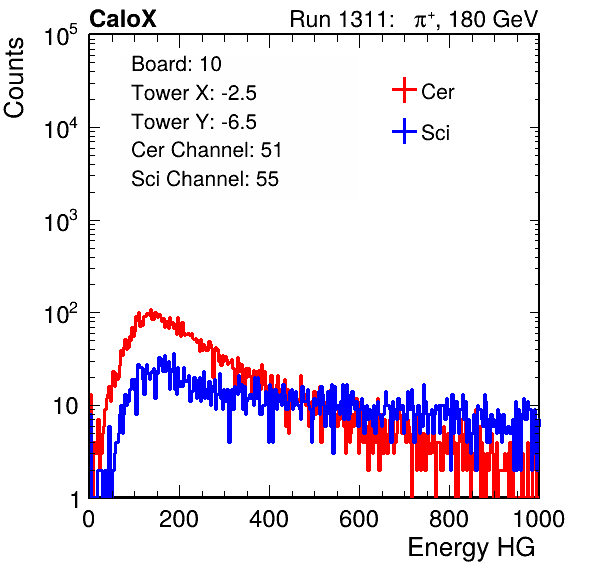 CaloX Run 1311: π⁺, 180 GeV
Counts
10⁵
10⁴
10³
10²
10
1
Board: 10
Tower X: -2.5
Tower Y: -6.5
Cer Channel: 51
Sci Channel: 55
Cer
Sci
0 200 400 600 800 1000
Energy HG